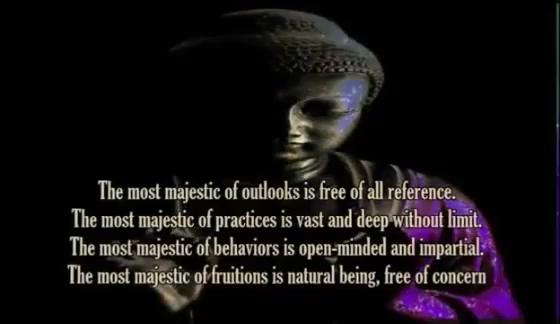 The most majestic of outlooks is free of all reference.
The most majestic of practices is vast and deep without limit.
The most majestic of behaviors is open-minded and impartial.
The most majestic of fruitions is natural being, free of concern